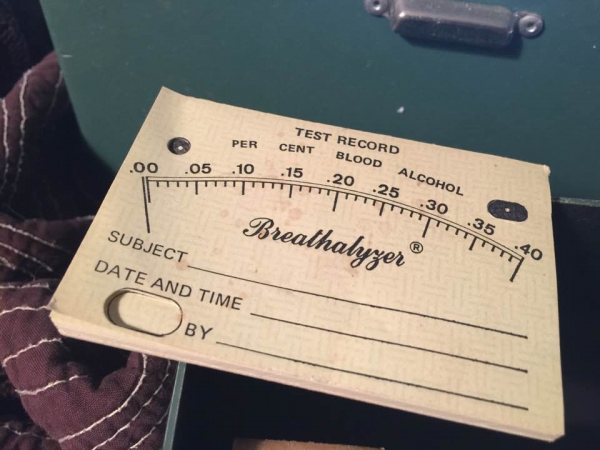 TEST RECORD
PER CENT BLOOD ALCOHOL
.00 .05 .10 .15 .20 .25 .30 .35 .40
Breathalyzer®
SUBJECT
DATE AND TIME
BY